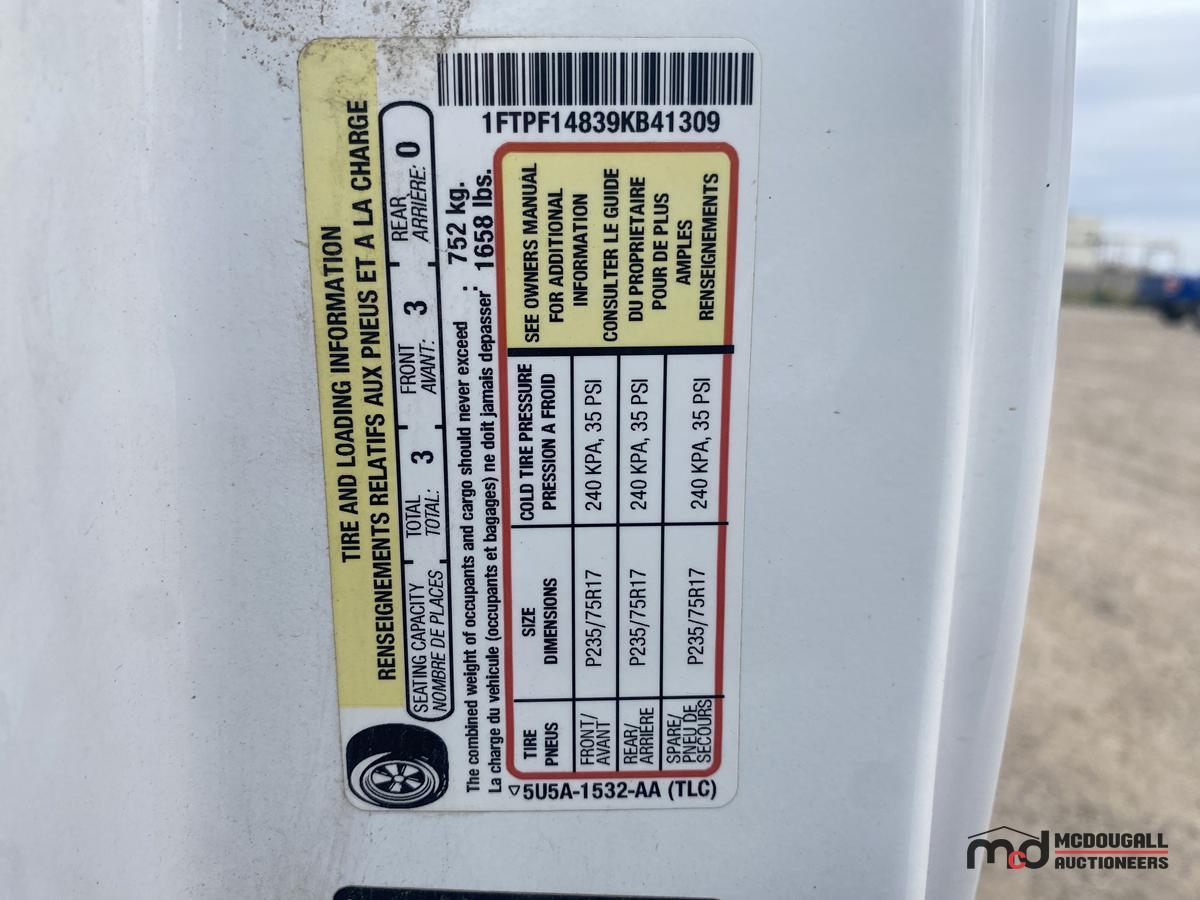 1FTPF14839KB41309
TIRE AND LOADING INFORMATION
RENSEIGNEMENTS RELATIFS AUX PNEUS ET A LA CHARGE
SEATING CAPACITY TOTAL FRONT REAR
NOMBRE DE PLACES TOTAL: 3 AVANT: 3 ARRIÈRE: 0
The combined weight of occupants and cargo should never exceed : 752 kg.
La charge du vehicule (occupants et bagages) ne doit jamais depasser: 1658 lbs.
TIRE SIZE COLD TIRE PRESSURE
PNEUS DIMENSIONS PRESSION A FROID
FRONT/
AVANT P235/75R17 240 KPA, 35 PSI
REAR/
ARRIERE P235/75R17 240 KPA, 35 PSI
SPARE/
PNEU DE
SECOURS P235/75R17 240 KPA, 35 PSI
SEE OWNERS MANUAL
FOR ADDITIONAL
INFORMATION
CONSULTER LE GUIDE
DU PROPRIETAIRE
POUR DE PLUS
AMPLES
RENSEIGNEMENTS
5U5A-1532-AA (TLC)
mcd MCDOUGALL
AUCTIONEERS